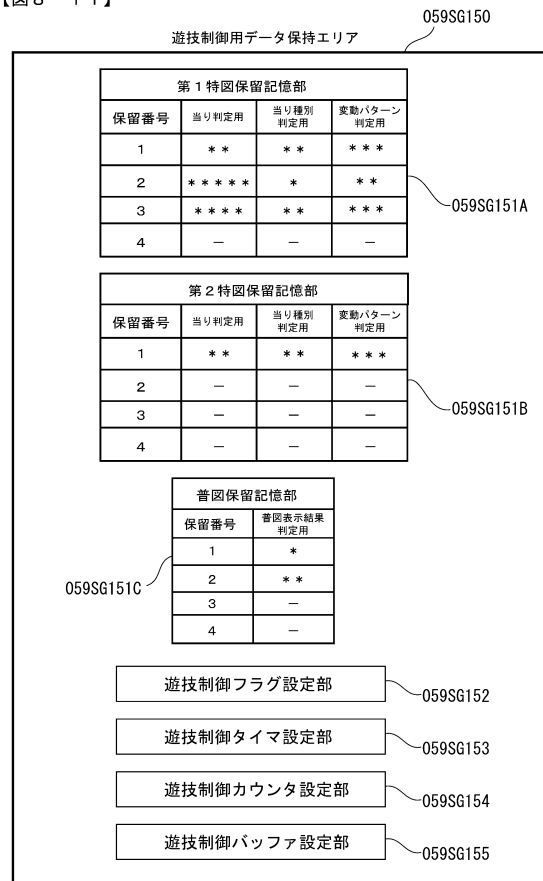 059SG150
遊技制御用データ保持エリア
第1特図保留記憶部
保留番号 当り判定用 当り種別判定用 変動パターン判定用
1 ** ** ***
2 ***** * **
3 **** ** ***
4 － － －
059SG151A
第2特図保留記憶部
保留番号 当り判定用 当り種別判定用 変動パターン判定用
1 ** ** ***
2 － － －
3 － － －
4 － － －
059SG151B
普図保留記憶部
保留番号 普図表示結果判定用
1 *
2 **
3 －
4 －
059SG151C
遊技制御フラグ設定部 059SG152
遊技制御タイマ設定部 059SG153
遊技制御カウンタ設定部 059SG154
遊技制御バッファ設定部 059SG155